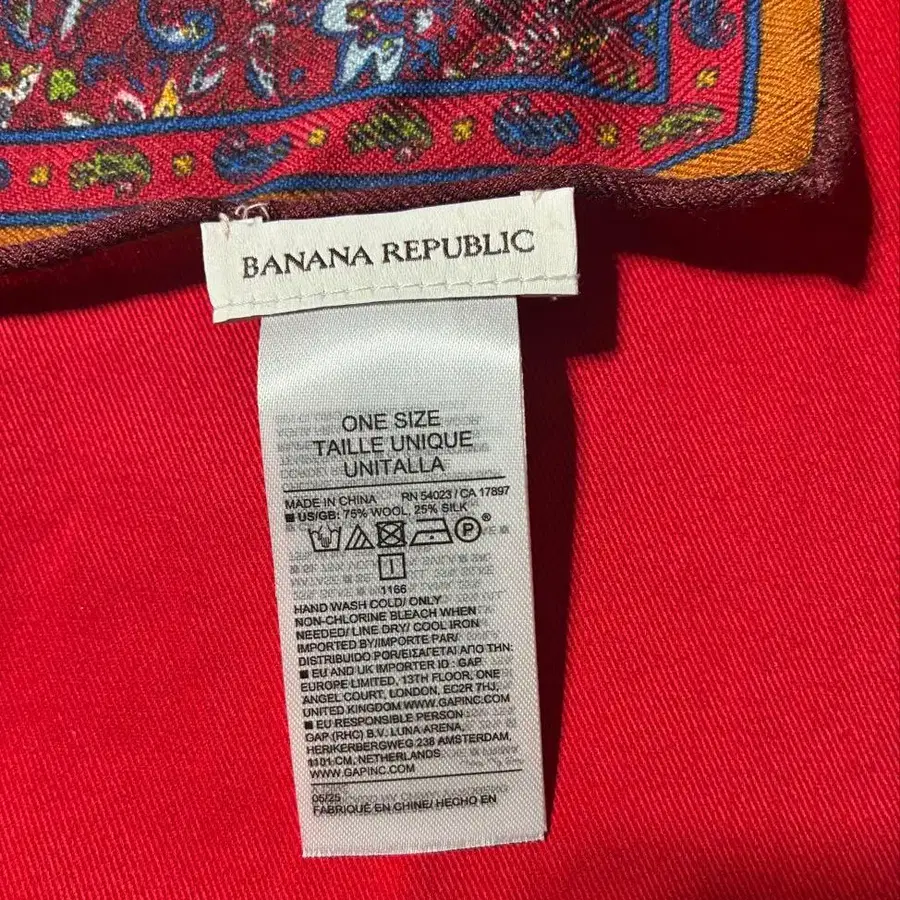 BANANA REPUBLIC
ONE SIZE
TAILLE UNIQUE
UNITALLA
MADE IN CHINA RN 54023 / CA 17897
■ US/GB: 75% WOOL, 25% SILK
P®
1166
HAND WASH COLD/ ONLY
NON-CHLORINE BLEACH WHEN
NEEDED/ LINE DRY/ COOL IRON
IMPORTED BY/IMPORTE PAR/
DISTRIBUIDO POR/ΕΙΣΑΓΕΤΑΙ ΑΠΟ ΤΗΝ:
■ EU AND UK IMPORTER ID : GAP
EUROPE LIMITED, 13TH FLOOR, ONE
ANGEL COURT, LONDON, EC2R 7HJ,
UNITED KINGDOM WWW.GAPINC.COM
■ EU RESPONSIBLE PERSON
GAP (RHC) B.V. LUNA ARENA,
HERIKERBERGWEG 238 AMSTERDAM,
1101 CM, NETHERLANDS
WWW.GAPINC.COM
05/25
FABRIQUÉ EN CHINE/ HECHO EN